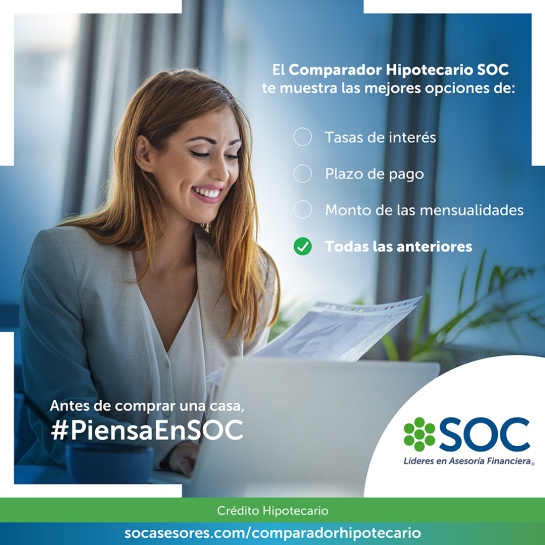 El Comparador Hipotecario SOC
te muestra las mejores opciones de:
Tasas de interés
Plazo de pago
Monto de las mensualidades
Todas las anteriores
Antes de comprar una casa,
#PiensaEnSOC
SOC
Líderes en Asesoría Financiera®
Crédito Hipotecario
socasesores.com/comparadorhipotecario